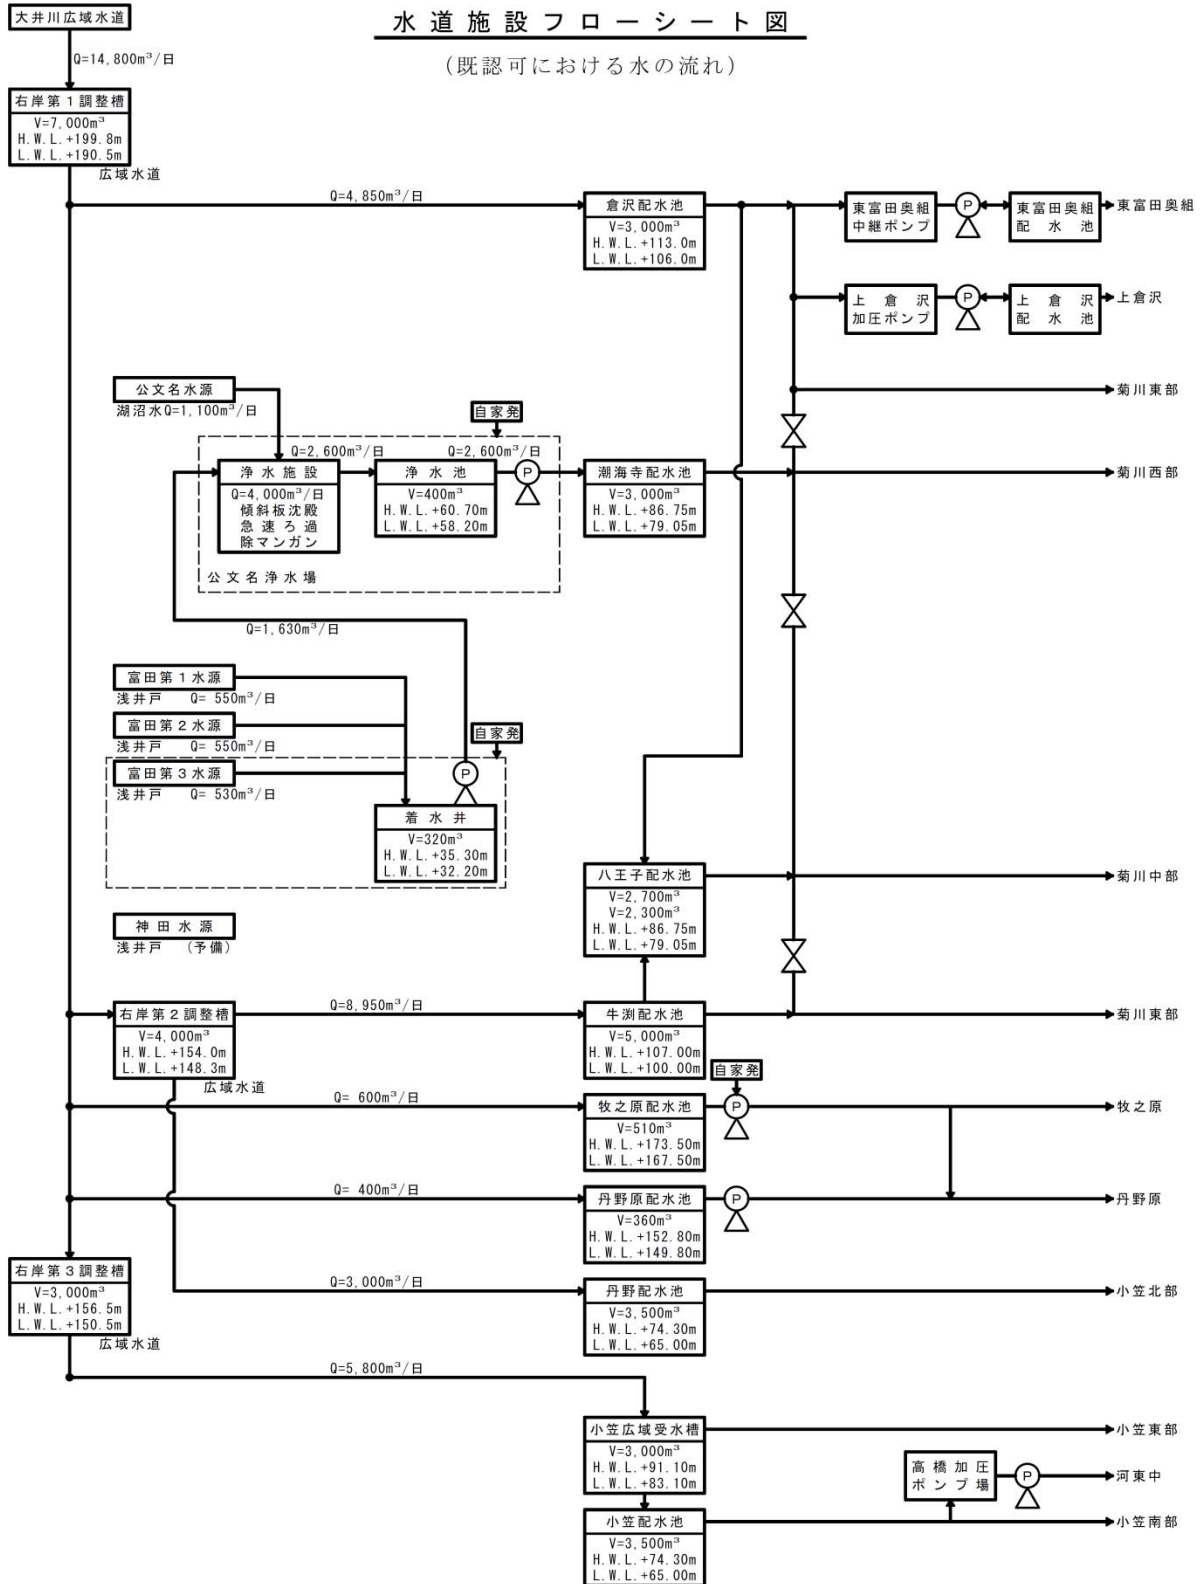 水道施設フローシート図
(既認可における水の流れ)
大井川広域水道
Q=14,800m³/日
右岸第1調整槽
V=7,000m³
H.W.L.+199.8m
L.W.L.+190.5m
広域水道
Q=4,850m³/日
倉沢配水池
V=3,000m³
H.W.L.+113.0m
L.W.L.+106.0m
東富田奥組
中継ポンプ
P
東富田奥組
配水池
東富田奥組
上倉沢
加圧ポンプ
P
上倉沢
配水池
上倉沢
菊川東部
公文名水源
湖沼水Q=1,100m³/日
自家発
Q=2,600m³/日
Q=2,600m³/日
浄水施設
Q=4,000m³/日
傾斜板沈殿
急速ろ過
除マンガン
浄水池
V=400m³
H.W.L.+60.70m
L.W.L.+58.20m
P
潮海寺配水池
V=3,000m³
H.W.L.+86.75m
L.W.L.+79.05m
菊川西部
公文名浄水場
Q=1,630m³/日
富田第1水源
浅井戸 Q= 550m³/日
富田第2水源
浅井戸 Q= 550m³/日
自家発
富田第3水源
浅井戸 Q= 530m³/日
P
着水井
V=320m³
H.W.L.+35.30m
L.W.L.+32.20m
八王子配水池
V=2,700m³
V=2,300m³
H.W.L.+86.75m
L.W.L.+79.05m
菊川中部
神田水源
浅井戸 (予備)
右岸第2調整槽
V=4,000m³
H.W.L.+154.0m
L.W.L.+148.3m
広域水道
Q=8,950m³/日
牛渕配水池
V=5,000m³
H.W.L.+107.00m
L.W.L.+100.00m
菊川東部
自家発
Q= 600m³/日
牧之原配水池
V=510m³
H.W.L.+173.50m
L.W.L.+167.50m
P
牧之原
Q= 400m³/日
丹野原配水池
V=360m³
H.W.L.+152.80m
L.W.L.+149.80m
P
丹野原
右岸第3調整槽
V=3,000m³
H.W.L.+156.5m
L.W.L.+150.5m
広域水道
Q=3,000m³/日
丹野配水池
V=3,500m³
H.W.L.+74.30m
L.W.L.+65.00m
小笠北部
Q=5,800m³/日
小笠広域受水槽
V=3,000m³
H.W.L.+91.10m
L.W.L.+83.10m
小笠東部
高橋加圧
ポンプ場
P
河東中
小笠配水池
V=3,500m³
H.W.L.+74.30m
L.W.L.+65.00m
小笠南部